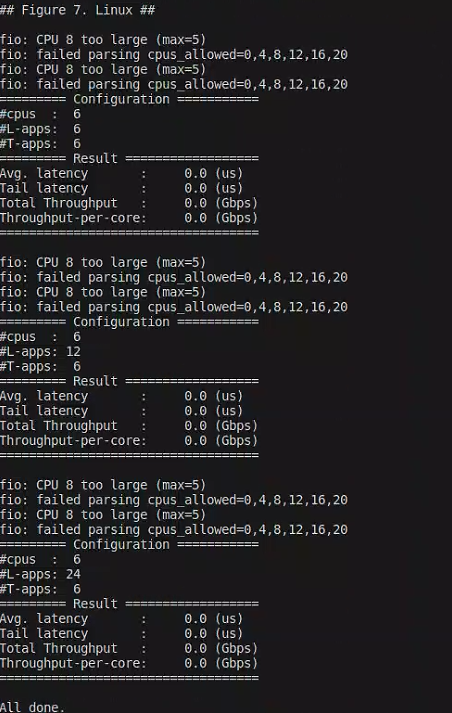 ## Figure 7. Linux ##
fio: CPU 8 too large (max=5)
fio: failed parsing cpus_allowed=0,4,8,12,16,20
fio: CPU 8 too large (max=5)
fio: failed parsing cpus_allowed=0,4,8,12,16,20
========= Configuration ===========
#cpus  :  6
#L-apps:  6
#T-apps:  6
========= Result ==================
Avg. latency       :     0.0 (us)
Tail latency       :     0.0 (us)
Total Throughput   :     0.0 (Gbps)
Throughput-per-core:     0.0 (Gbps)
===================================
fio: CPU 8 too large (max=5)
fio: failed parsing cpus_allowed=0,4,8,12,16,20
fio: CPU 8 too large (max=5)
fio: failed parsing cpus_allowed=0,4,8,12,16,20
========= Configuration ===========
#cpus  :  6
#L-apps: 12
#T-apps:  6
========= Result ==================
Avg. latency       :     0.0 (us)
Tail latency       :     0.0 (us)
Total Throughput   :     0.0 (Gbps)
Throughput-per-core:     0.0 (Gbps)
===================================
fio: CPU 8 too large (max=5)
fio: failed parsing cpus_allowed=0,4,8,12,16,20
fio: CPU 8 too large (max=5)
fio: failed parsing cpus_allowed=0,4,8,12,16,20
========= Configuration ===========
#cpus  :  6
#L-apps: 24
#T-apps:  6
========= Result ==================
Avg. latency       :     0.0 (us)
Tail latency       :     0.0 (us)
Total Throughput   :     0.0 (Gbps)
Throughput-per-core:     0.0 (Gbps)
===================================
All done.